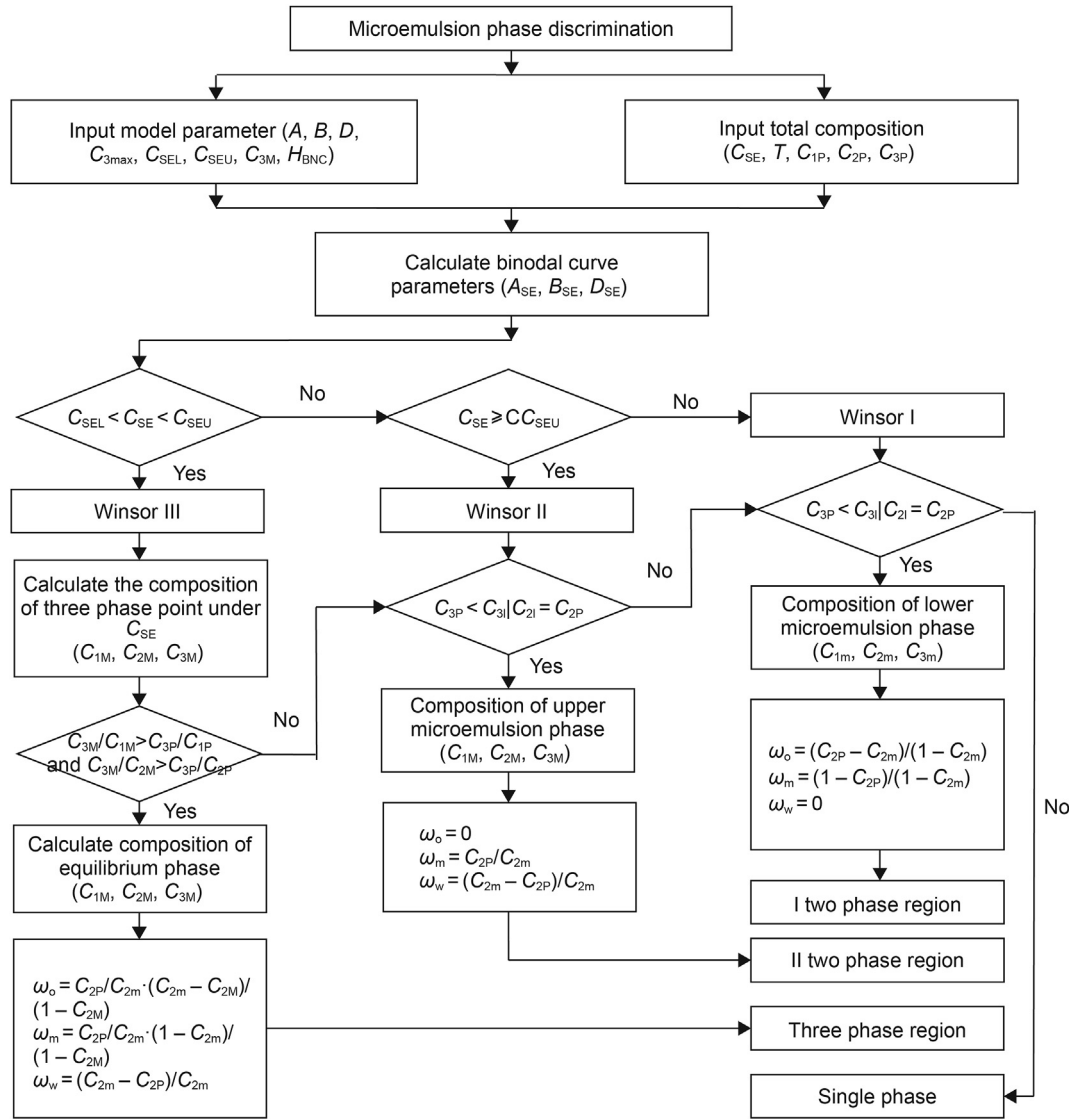 Microemulsion phase discrimination
Input model parameter (A, B, D,
C3max, CSEL, CSEU, C3M, HBNC)
Input total composition
(CSE, T, C1P, C2P, C3P)
Calculate binodal curve
parameters (ASE, BSE, DSE)
CSEL < CSE < CSEU
No
CSE ⩾ CCSEU
No
Winsor I
Yes
Yes
Winsor III
Winsor II
C3P < C3I|C2I = C2P
Yes
No
Calculate the composition
of three phase point under
CSE
(C1M, C2M, C3M)
C3P < C3I|C2I = C2P
No
Yes
Composition of lower
microemulsion phase
(C1m, C2m, C3m)
Composition of upper
microemulsion phase
(C1M, C2M, C3M)
C3M/C1M>C3P/C1P
and C3M/C2M>C3P/C2P
Yes
ωo = (C2P – C2m)/(1 – C2m)
ωm = (1 – C2P)/(1 – C2m)
ωw = 0
No
Calculate composition of
equilibrium phase
(C1M, C2M, C3M)
ωo = 0
ωm = C2P/C2m
ωw = (C2m – C2P)/C2m
I two phase region
II two phase region
ωo = C2P/C2m·(C2m – C2M)/
(1 – C2M)
ωm = C2P/C2m·(1 – C2m)/
(1 – C2M)
ωw = (C2m – C2P)/C2m
Three phase region
Single phase